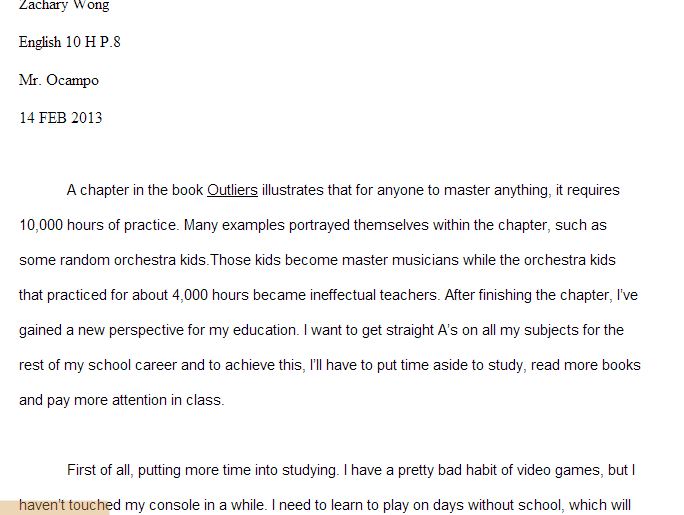 Zachary Wong
English 10 H P.8
Mr. Ocampo
14 FEB 2013
A chapter in the book Outliers illustrates that for anyone to master anything, it requires
10,000 hours of practice. Many examples portrayed themselves within the chapter, such as
some random orchestra kids.Those kids become master musicians while the orchestra kids
that practiced for about 4,000 hours became ineffectual teachers. After finishing the chapter, I've
gained a new perspective for my education. I want to get straight A's on all my subjects for the
rest of my school career and to achieve this, I'll have to put time aside to study, read more books
and pay more attention in class.
First of all, putting more time into studying. I have a pretty bad habit of video games, but I
haven't touched my console in a while. I need to learn to play on days without school, which will